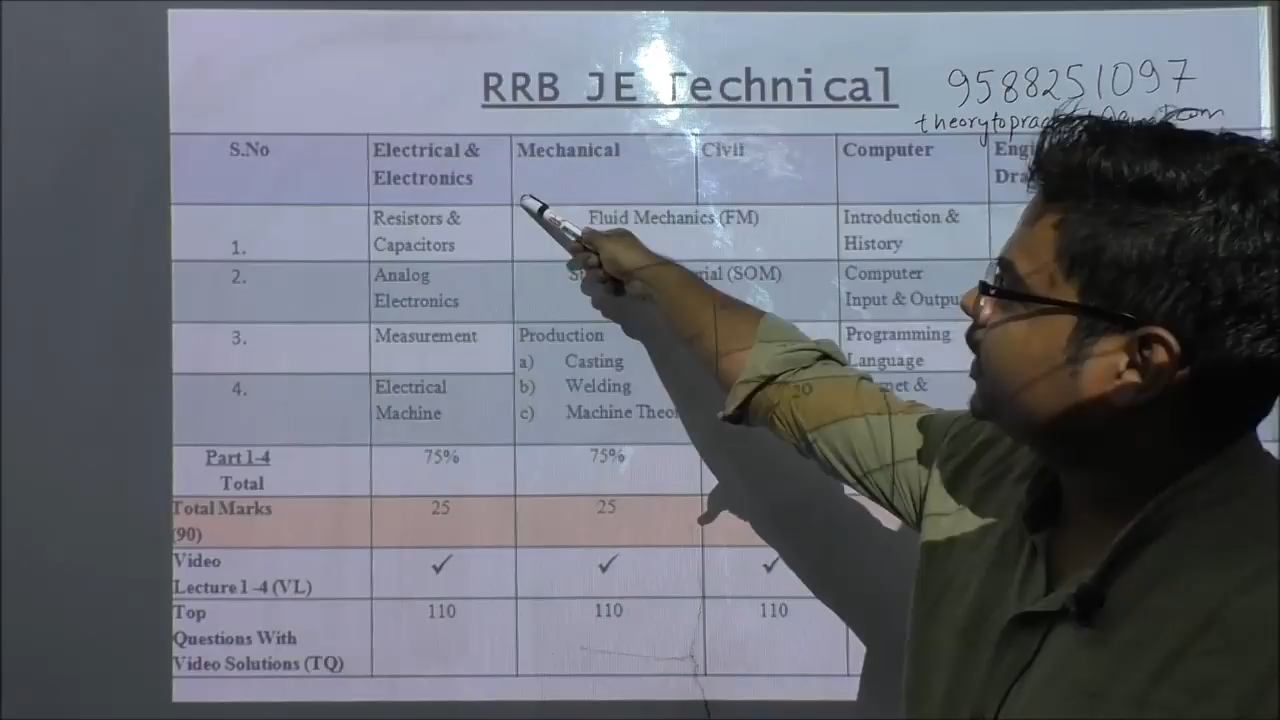 RRB JE Technical
9588251097
S.No
Electrical &
Electronics
Mechanical
Civil
Computer
1.
Resistors &
Capacitors
Fluid Mechanics (FM)
Introduction &
History
2.
Analog
Electronics
(SOM)
Computer
Input &
3.
Measurement
Production
a) Casting
Programming
Language
4.
Electrical
Machine
b) Welding
c) Machine
&
Part 1-4
Total
75%
75%
Total Marks
(90)
25
25
Video
Lecture 1-4 (VL)
✓
✓
✓
Top
Questions With
Video Solutions (TQ)
110
110
110